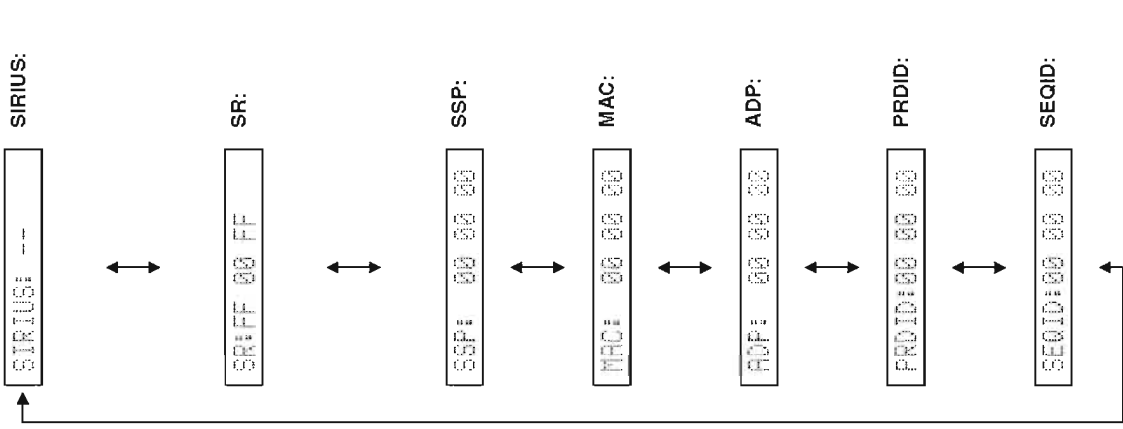 SIRIUS: --
SIRIUS:
SR:FF 00 FF
SR:
SSP: 00 00 00
SSP:
MAC: 00 00 00
MAC:
ADP: 00 00 00
ADP:
PRDID:00 00 00
PRDID:
SEQID:00 00 00
SEQID: